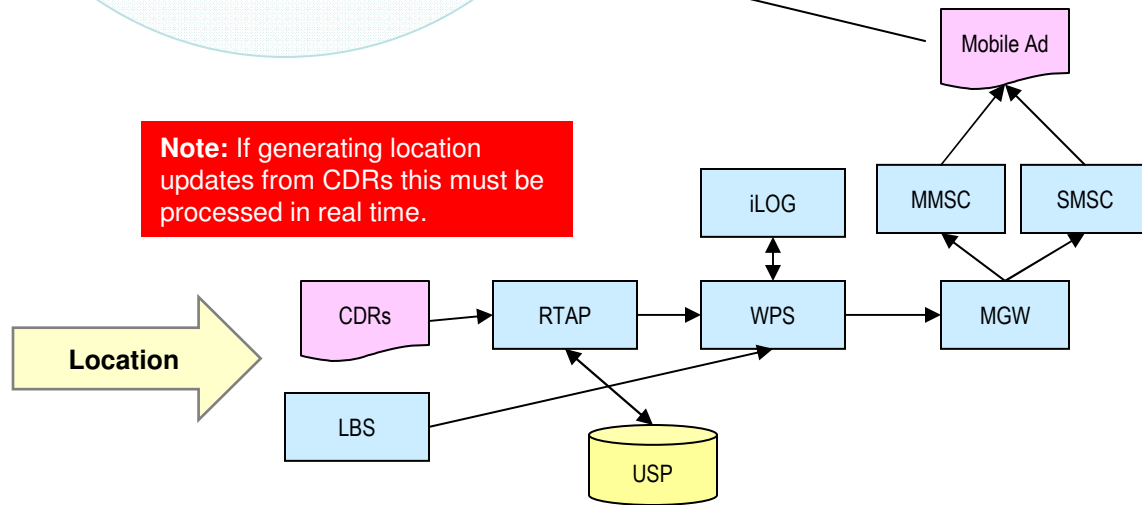 Mobile Ad
Note: If generating location
updates from CDRs this must be
processed in real time.
iLOG
MMSC
SMSC
CDRs
RTAP
WPS
MGW
Location
LBS
USP